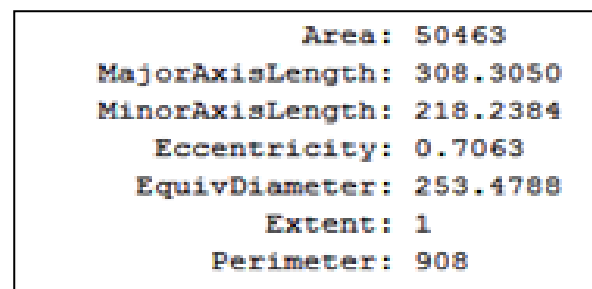 Area: 50463
MajorAxisLength: 308.3050
MinorAxisLength: 218.2384
Eccentricity: 0.7063
EquivDiameter: 253.4788
Extent: 1
Perimeter: 908